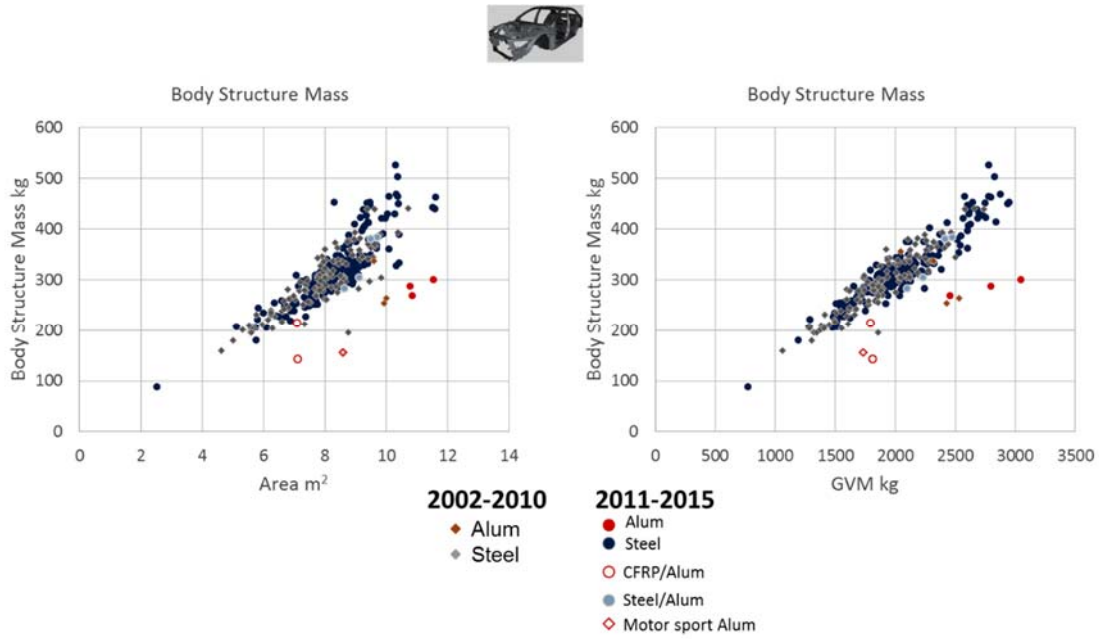 Body Structure Mass
600
500
400
300
200
100
0
Body Structure Mass kg
0 2 4 6 8 10 12 14
Area m²
Body Structure Mass
600
500
400
300
200
100
0
Body Structure Mass kg
0 500 1000 1500 2000 2500 3000 3500
GVM kg
2002-2010
Alum
Steel
2011-2015
Alum
Steel
CFRP/Alum
Steel/Alum
Motor sport Alum